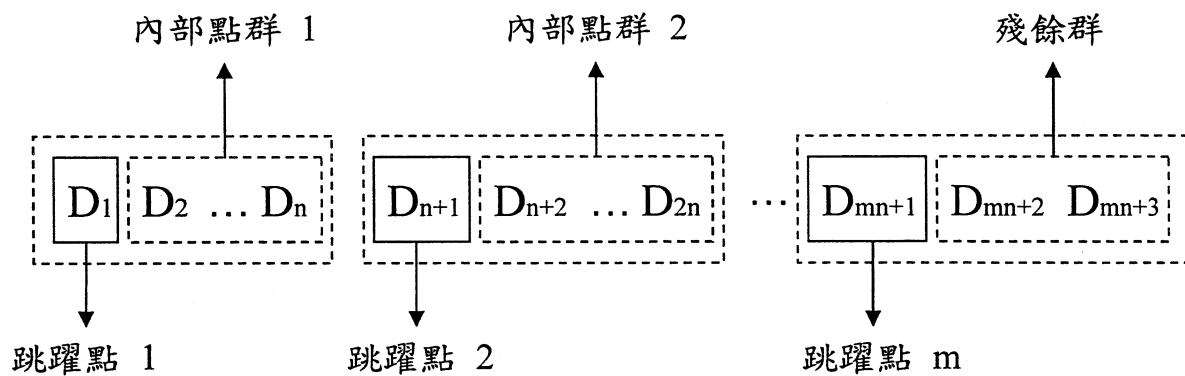 內部點群 1 內部點群 2 殘餘群
D1 D2 ... Dn Dn+1 Dn+2 ... D2n ... Dmn+1 Dmn+2 Dmn+3
跳躍點 1 跳躍點 2 跳躍點 m